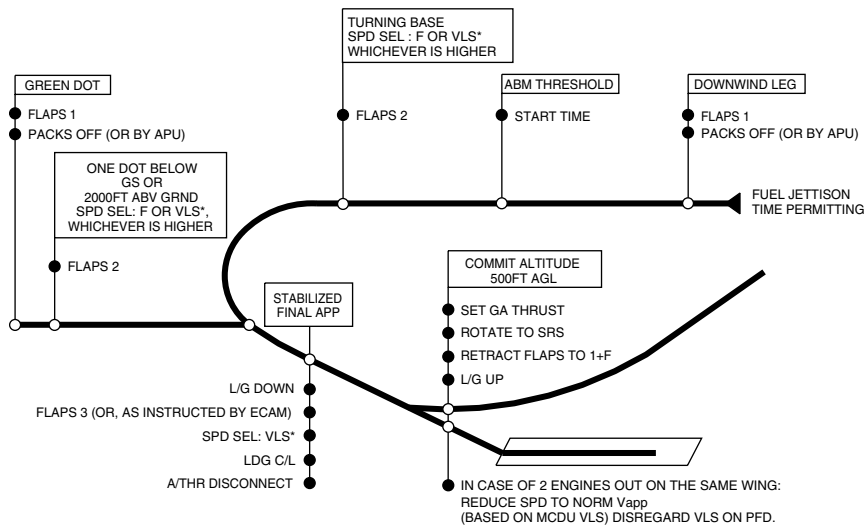 TURNING BASE
SPD SEL : F OR VLS*
WHICHEVER IS HIGHER
GREEN DOT
FLAPS 1
PACKS OFF (OR BY APU)
FLAPS 2
ABM THRESHOLD
START TIME
DOWNWIND LEG
FLAPS 1
PACKS OFF (OR BY APU)
ONE DOT BELOW
GS OR
2000FT ABV GRND
SPD SEL: F OR VLS*,
WHICHEVER IS HIGHER
FLAPS 2
FUEL JETTISON
TIME PERMITTING
STABILIZED
FINAL APP
L/G DOWN
FLAPS 3 (OR, AS INSTRUCTED BY ECAM)
SPD SEL: VLS*
LDG C/L
A/THR DISCONNECT
COMMIT ALTITUDE
500FT AGL
SET GA THRUST
ROTATE TO SRS
RETRACT FLAPS TO 1+F
L/G UP
IN CASE OF 2 ENGINES OUT ON THE SAME WING:
REDUCE SPD TO NORM Vapp
(BASED ON MCDU VLS) DISREGARD VLS ON PFD.